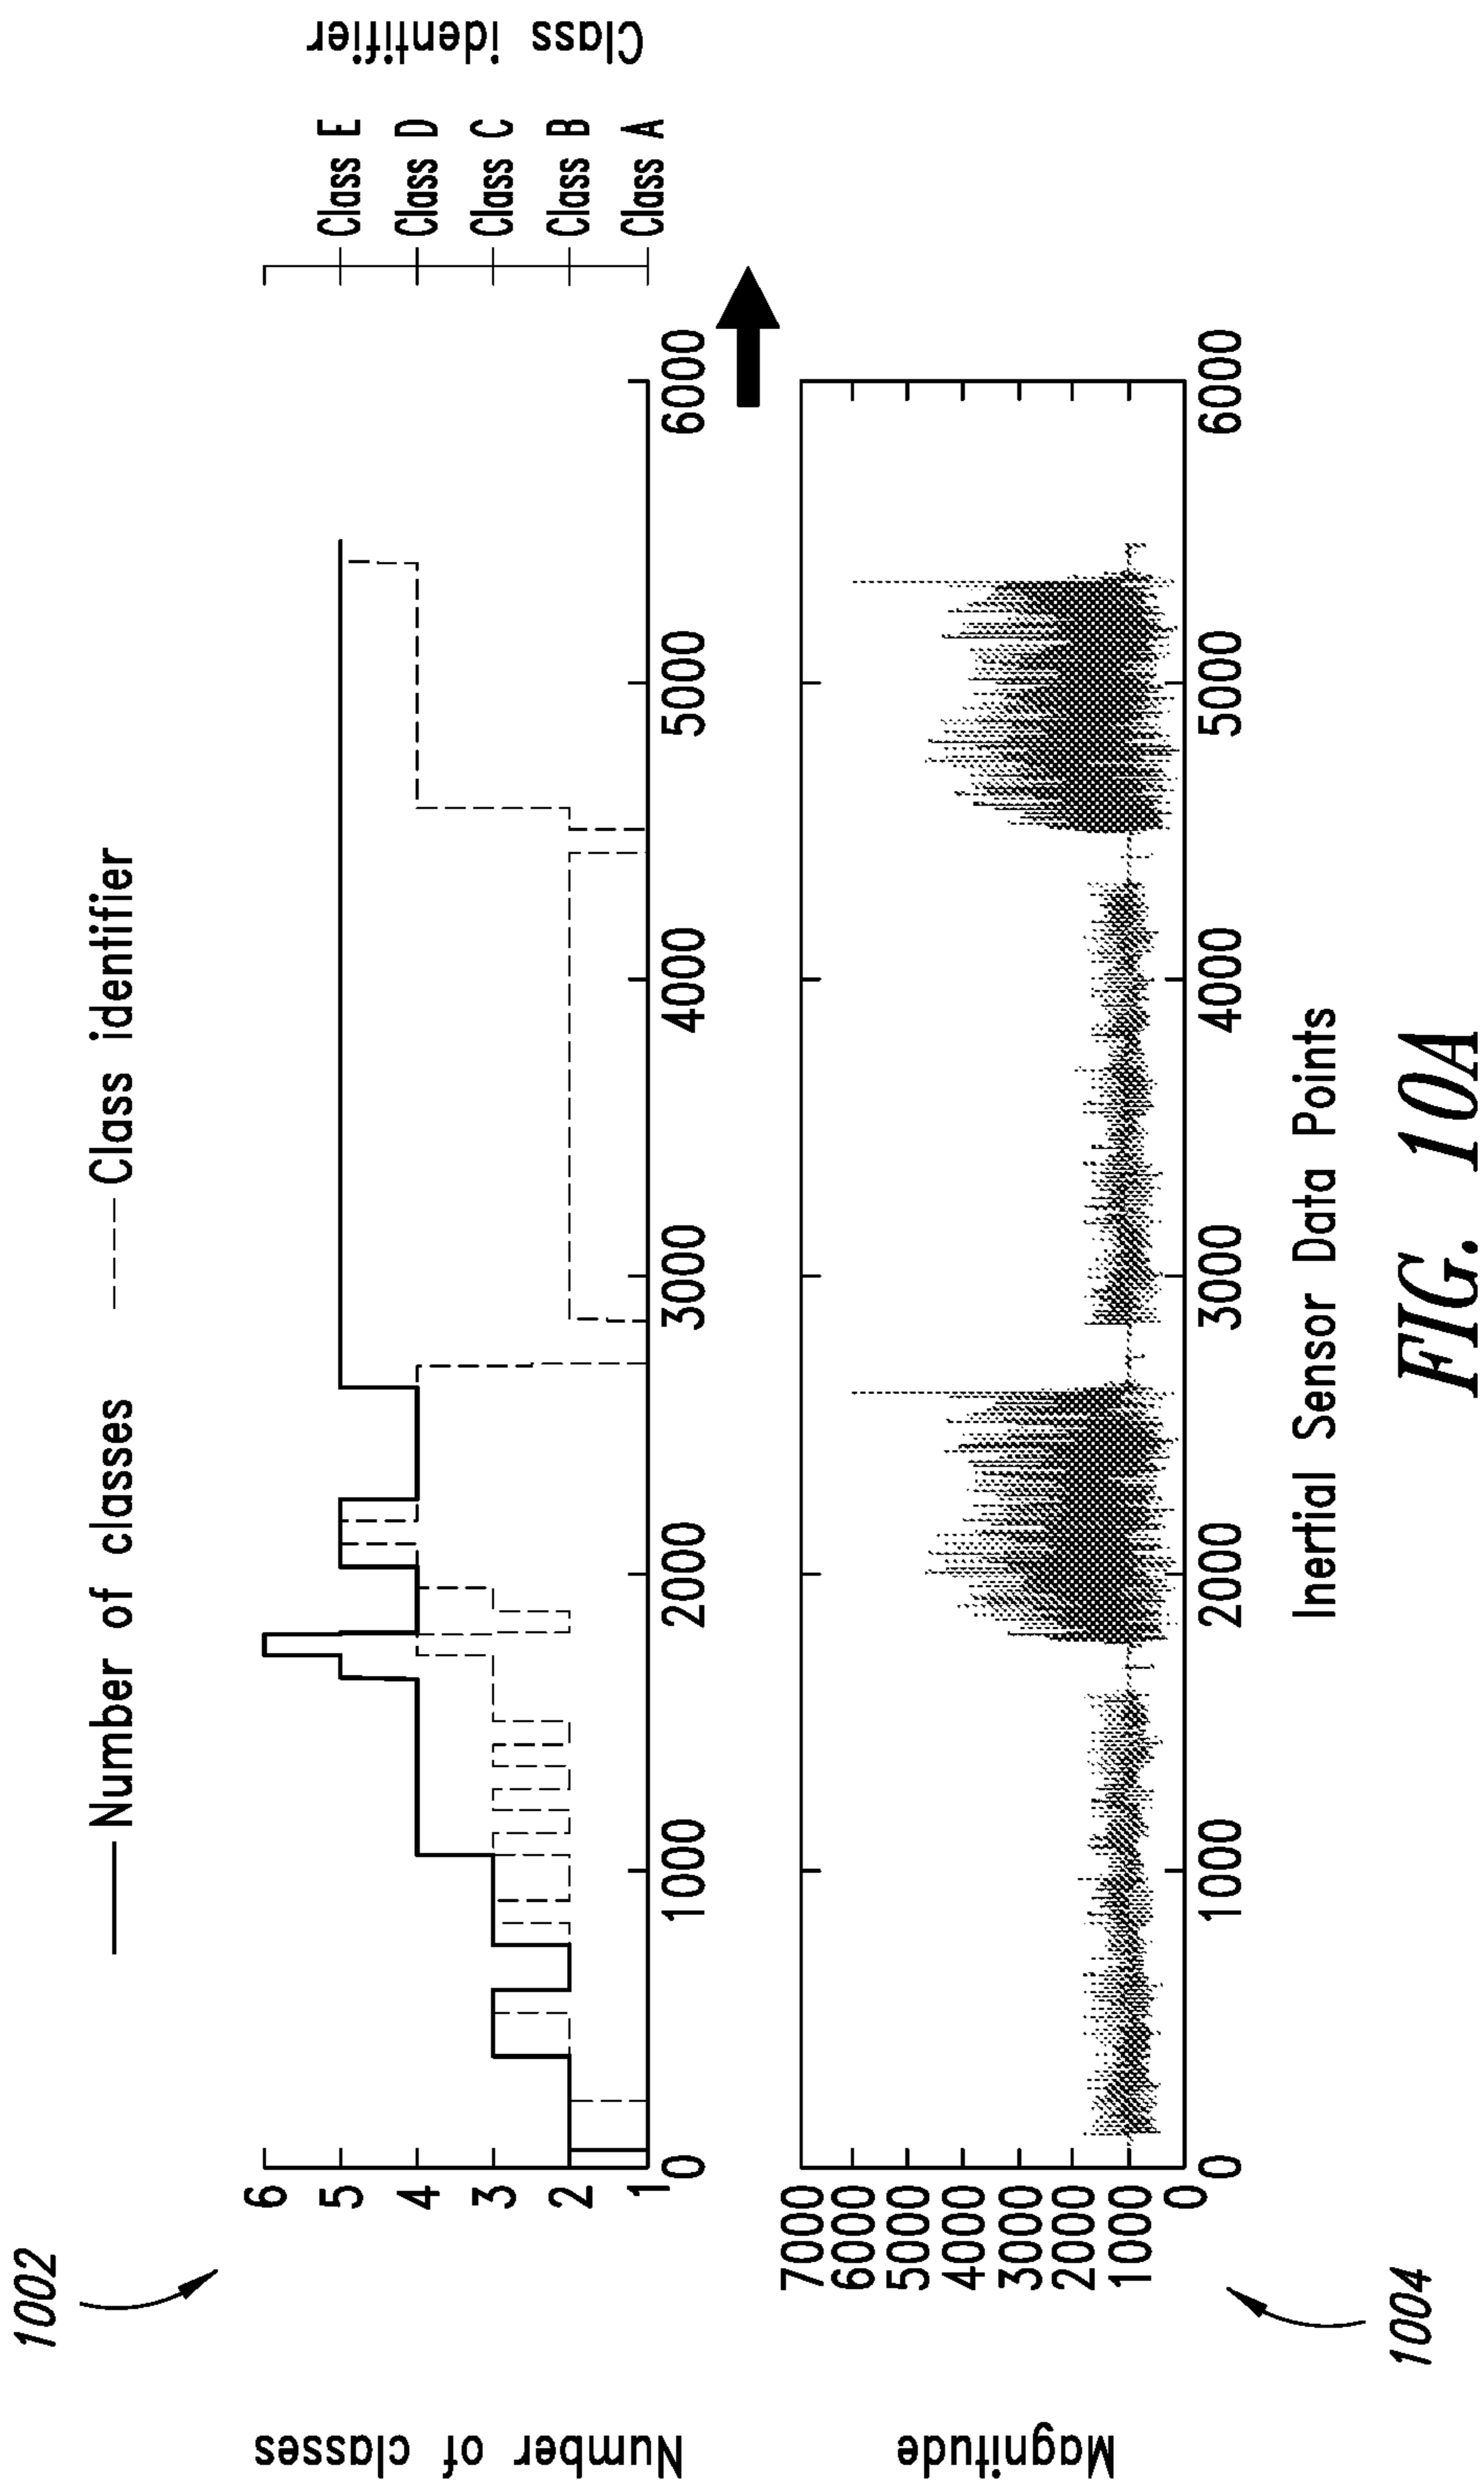 1002
Number of classes
Class identifier
Number of classes
6
5
4
3
2
1
0
1000
2000
3000
4000
5000
6000
Class E
Class D
Class C
Class B
Class A
Class identifier
Magnitude
7000
6000
5000
4000
3000
2000
1000
0
0
1000
2000
3000
4000
5000
6000
Inertial Sensor Data Points
1004
FIG. 10A